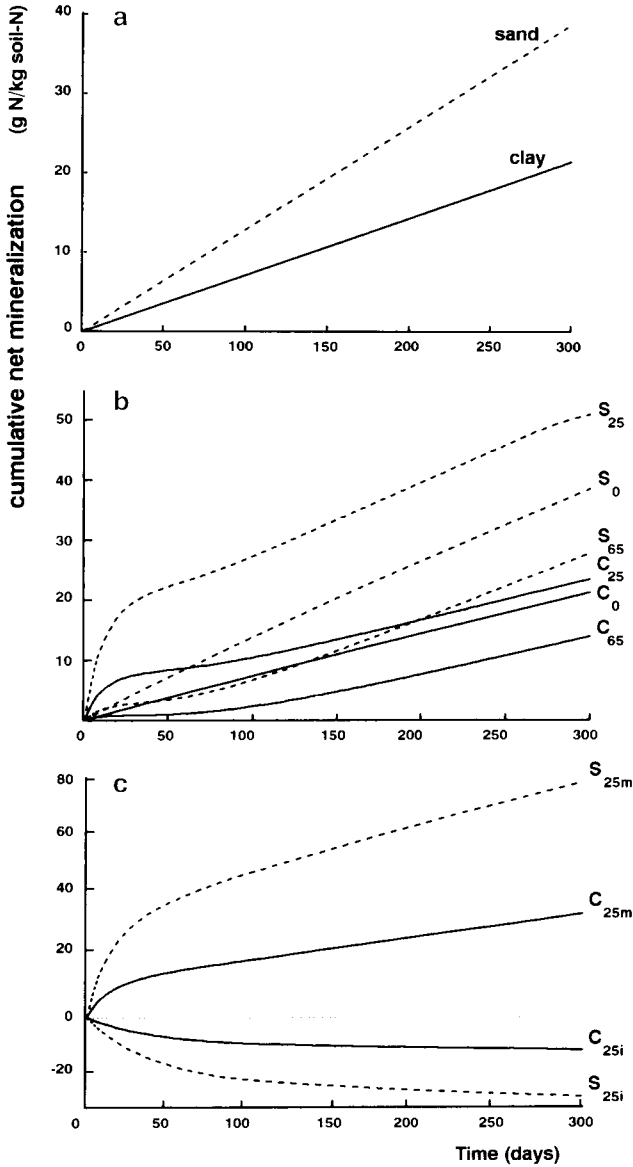 cumulative net mineralization (g N/kg soil-N)
a
40
30
20
10
0
sand
clay
0 50 100 150 200 250 300
b
50
40
30
20
10
0
S25
S0
S65
C25
C0
C65
0 50 100 150 200 250 300
c
80
60
40
20
0
-20
S25m
C25m
C25i
S25i
0 50 100 150 200 250 300
Time (days)